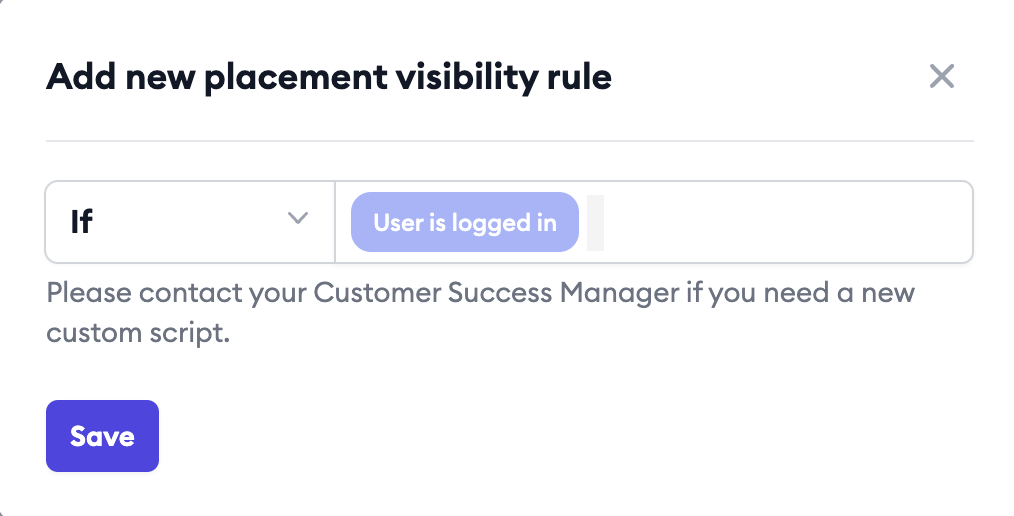 Add new placement visibility rule
If
User is logged in
Please contact your Customer Success Manager if you need a new
custom script.
Save